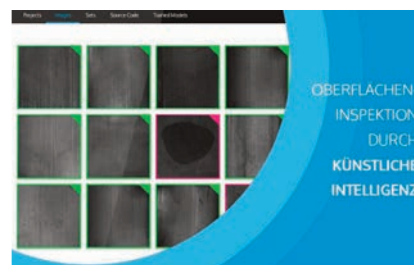 Projects Images Sets Source Code Trained Models
OBERFLÄCHEN-
INSPEKTION
DURCH
KÜNSTLICHE
INTELLIGENZ